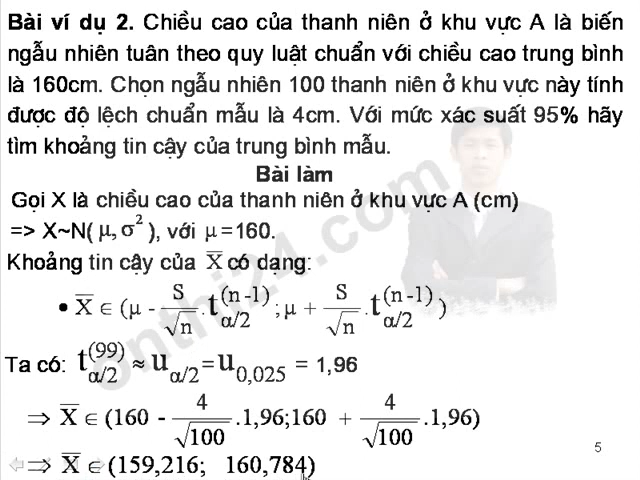 Bài ví dụ 2. Chiều cao của thanh niên ở khu vực A là biến
ngẫu nhiên tuân theo quy luật chuẩn với chiều cao trung bình
là 160cm. Chọn ngẫu nhiên 100 thanh niên ở khu vực này tính
được độ lệch chuẩn mẫu là 4cm. Với mức xác suất 95% hãy
tìm khoảng tin cậy của trung bình mẫu.
Bài làm
Gọi X là chiều cao của thanh niên ở khu vực A (cm)
=> X~N( μ, σ² ), với μ = 160.
Khoảng tin cậy của X̅ có dạng:
• X̅ ∈ (μ - S/√n . t_{α/2}^{(n-1)} ; μ + S/√n . t_{α/2}^{(n-1)})
Ta có: t_{α/2}^{(99)} ≈ u_{α/2} = u_{0,025} = 1,96
⇒ X̅ ∈ (160 - 4/√100 .1,96;160 + 4/√100 .1,96)
⇒ X̅ ∈ (159,216; 160,784)
5
onthi24.com